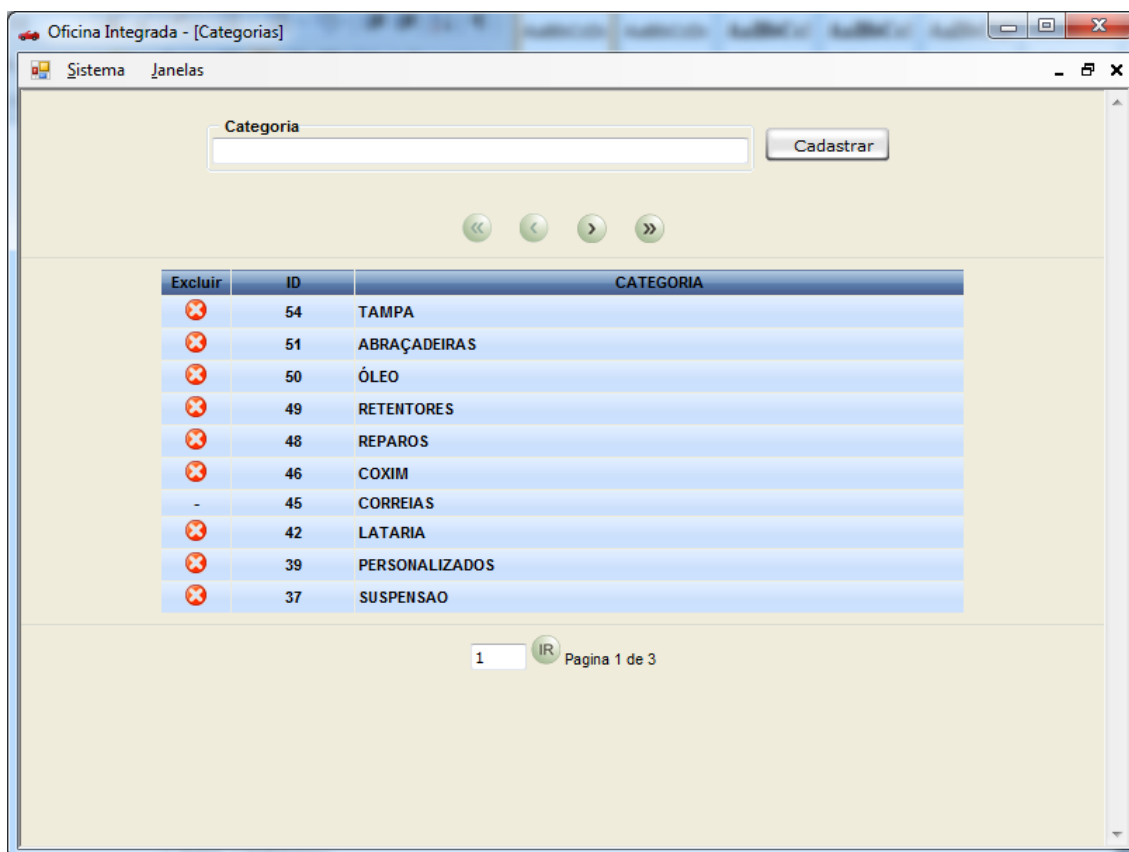 Oficina Integrada - [Categorias]
Sistema Janelas
Categoria
Cadastrar
Excluir ID CATEGORIA
54 TAMPA
51 ABRAÇADEIRAS
50 ÓLEO
49 RETENTORES
48 REPAROS
46 COXIM
- 45 CORREIAS
42 LATARIA
39 PERSONALIZADOS
37 SUSPENSAO
1 IR Pagina 1 de 3